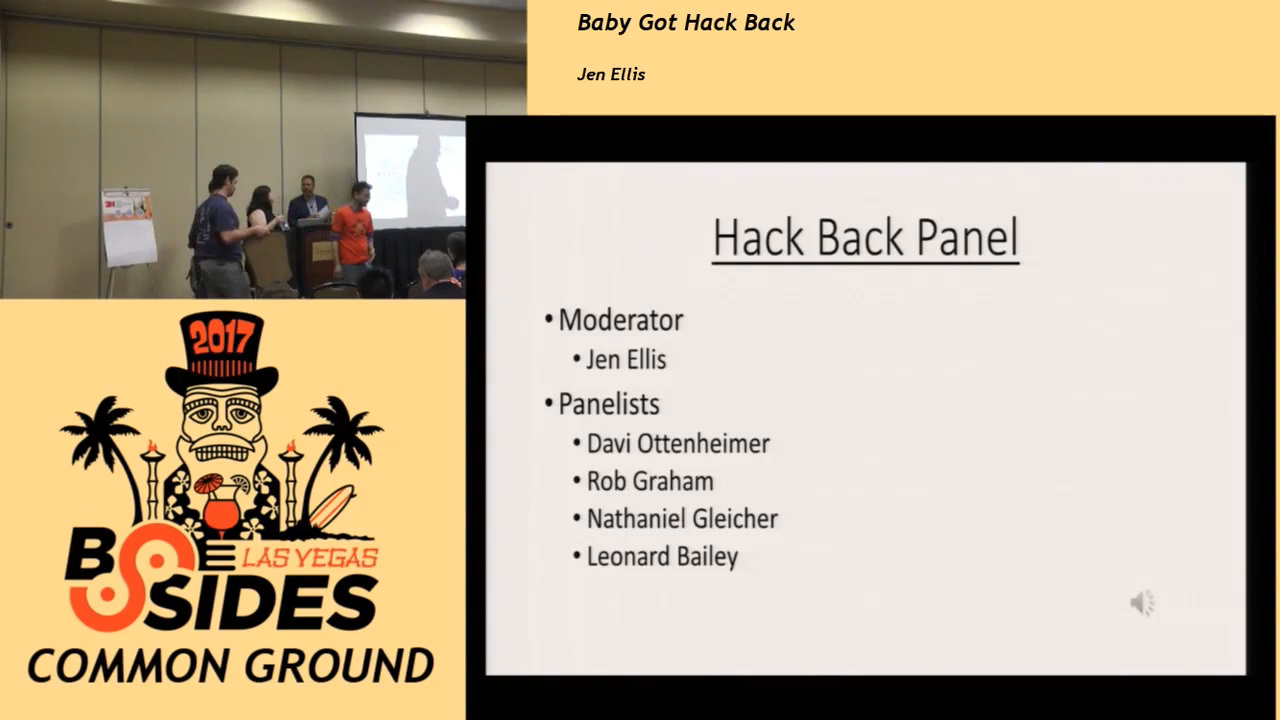 Baby Got Hack Back
Jen Ellis
Hack Back Panel
• Moderator
• Jen Ellis
• Panelists
• Davi Ottenheimer
• Rob Graham
• Nathaniel Gleicher
• Leonard Bailey
2017
BSIDES
LAS VEGAS
COMMON GROUND